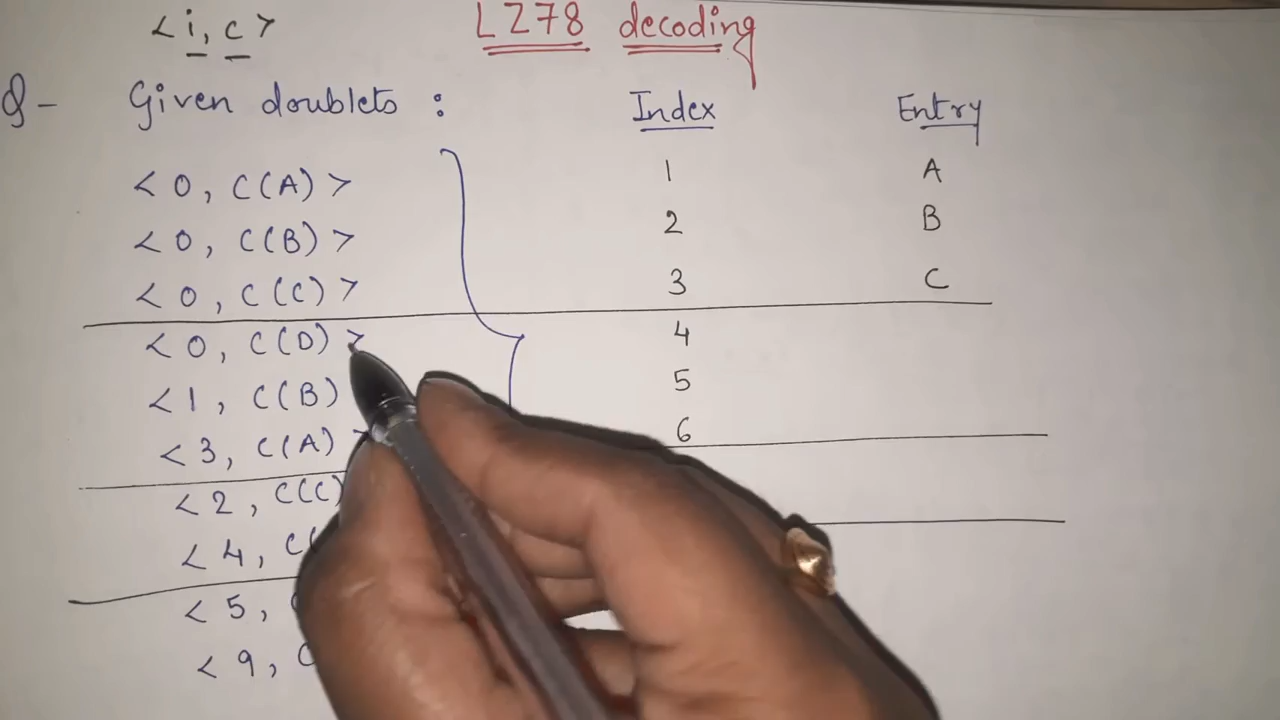 < i, c > LZ78 decoding
Q - Given doublets : Index Entry
< 0, C(A) > 1 A
< 0, C(B) > 2 B
< 0, C(C) > 3 C
< 0, C(D) > 4
< 1, C(B) 5
< 3, C(A) > 6
< 2, C(C)
< 4, C(
< 5,
< 9, C